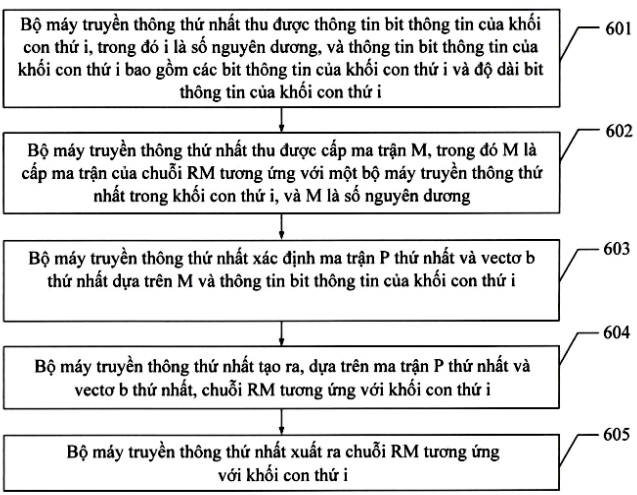 Bộ máy truyền thông thứ nhất thu được thông tin bit thông tin của khối
con thứ i, trong đó i là số nguyên dương, và thông tin bit thông tin của
khối con thứ i bao gồm các bit thông tin của khối con thứ i và độ dài bit
thông tin của khối con thứ i
601
Bộ máy truyền thông thứ nhất thu được cấp ma trận M, trong đó M là
cấp ma trận của chuỗi RM tương ứng với một bộ máy truyền thông thứ
nhất trong khối con thứ i, và M là số nguyên dương
602
Bộ máy truyền thông thứ nhất xác định ma trận P thứ nhất và vectơ b
thứ nhất dựa trên M và thông tin bit thông tin của khối con thứ i
603
Bộ máy truyền thông thứ nhất tạo ra, dựa trên ma trận P thứ nhất và
vectơ b thứ nhất, chuỗi RM tương ứng với khối con thứ i
604
Bộ máy truyền thông thứ nhất xuất ra chuỗi RM tương ứng
với khối con thứ i
605